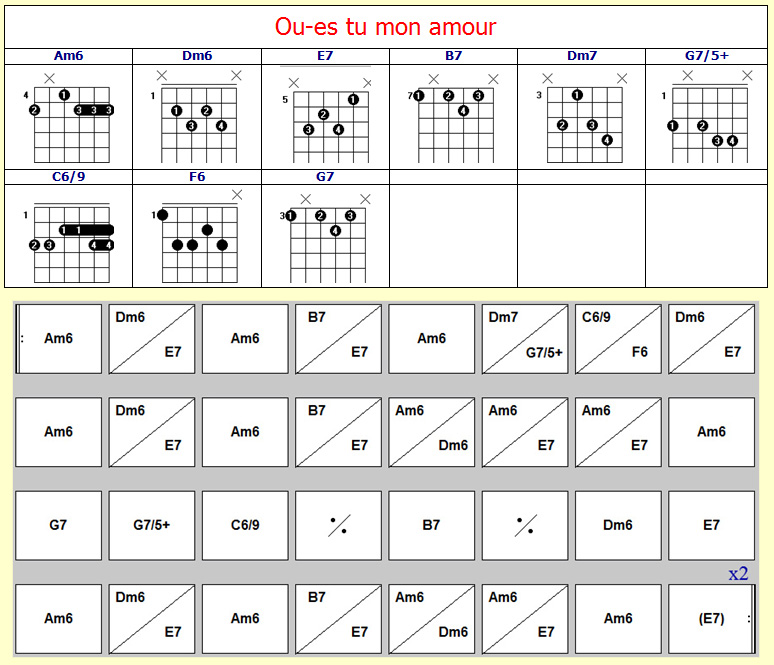 Ou-es tu mon amour
Am6 Dm6 E7 B7 Dm7 G7/5+
4 1
2 3 3 3
1
1 2
3 4
5 1
2
3 4
7 1 2 3
4
3 1
2 3
4
1
1 2
3 4
C6/9 F6 G7
1
1 1
2 3 4 4
1
3 1 2 3
4
: Am6 Dm6 E7 Am6 B7 E7 Am6 Dm7 G7/5+ C6/9 F6 Dm6 E7
Am6 Dm6 E7 Am6 B7 E7 Am6 Dm6 Am6 E7 Am6 E7 Am6
G7 G7/5+ C6/9 ⁒ B7 ⁒ Dm6 E7
x2
Am6 Dm6 E7 Am6 B7 E7 Am6 Dm6 Am6 E7 Am6 (E7) :